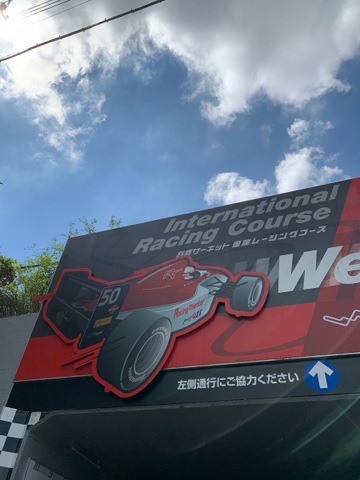 International
Racing Course
鈴鹿サーキット 国際レーシングコース
We
50
左側通行にご協力ください